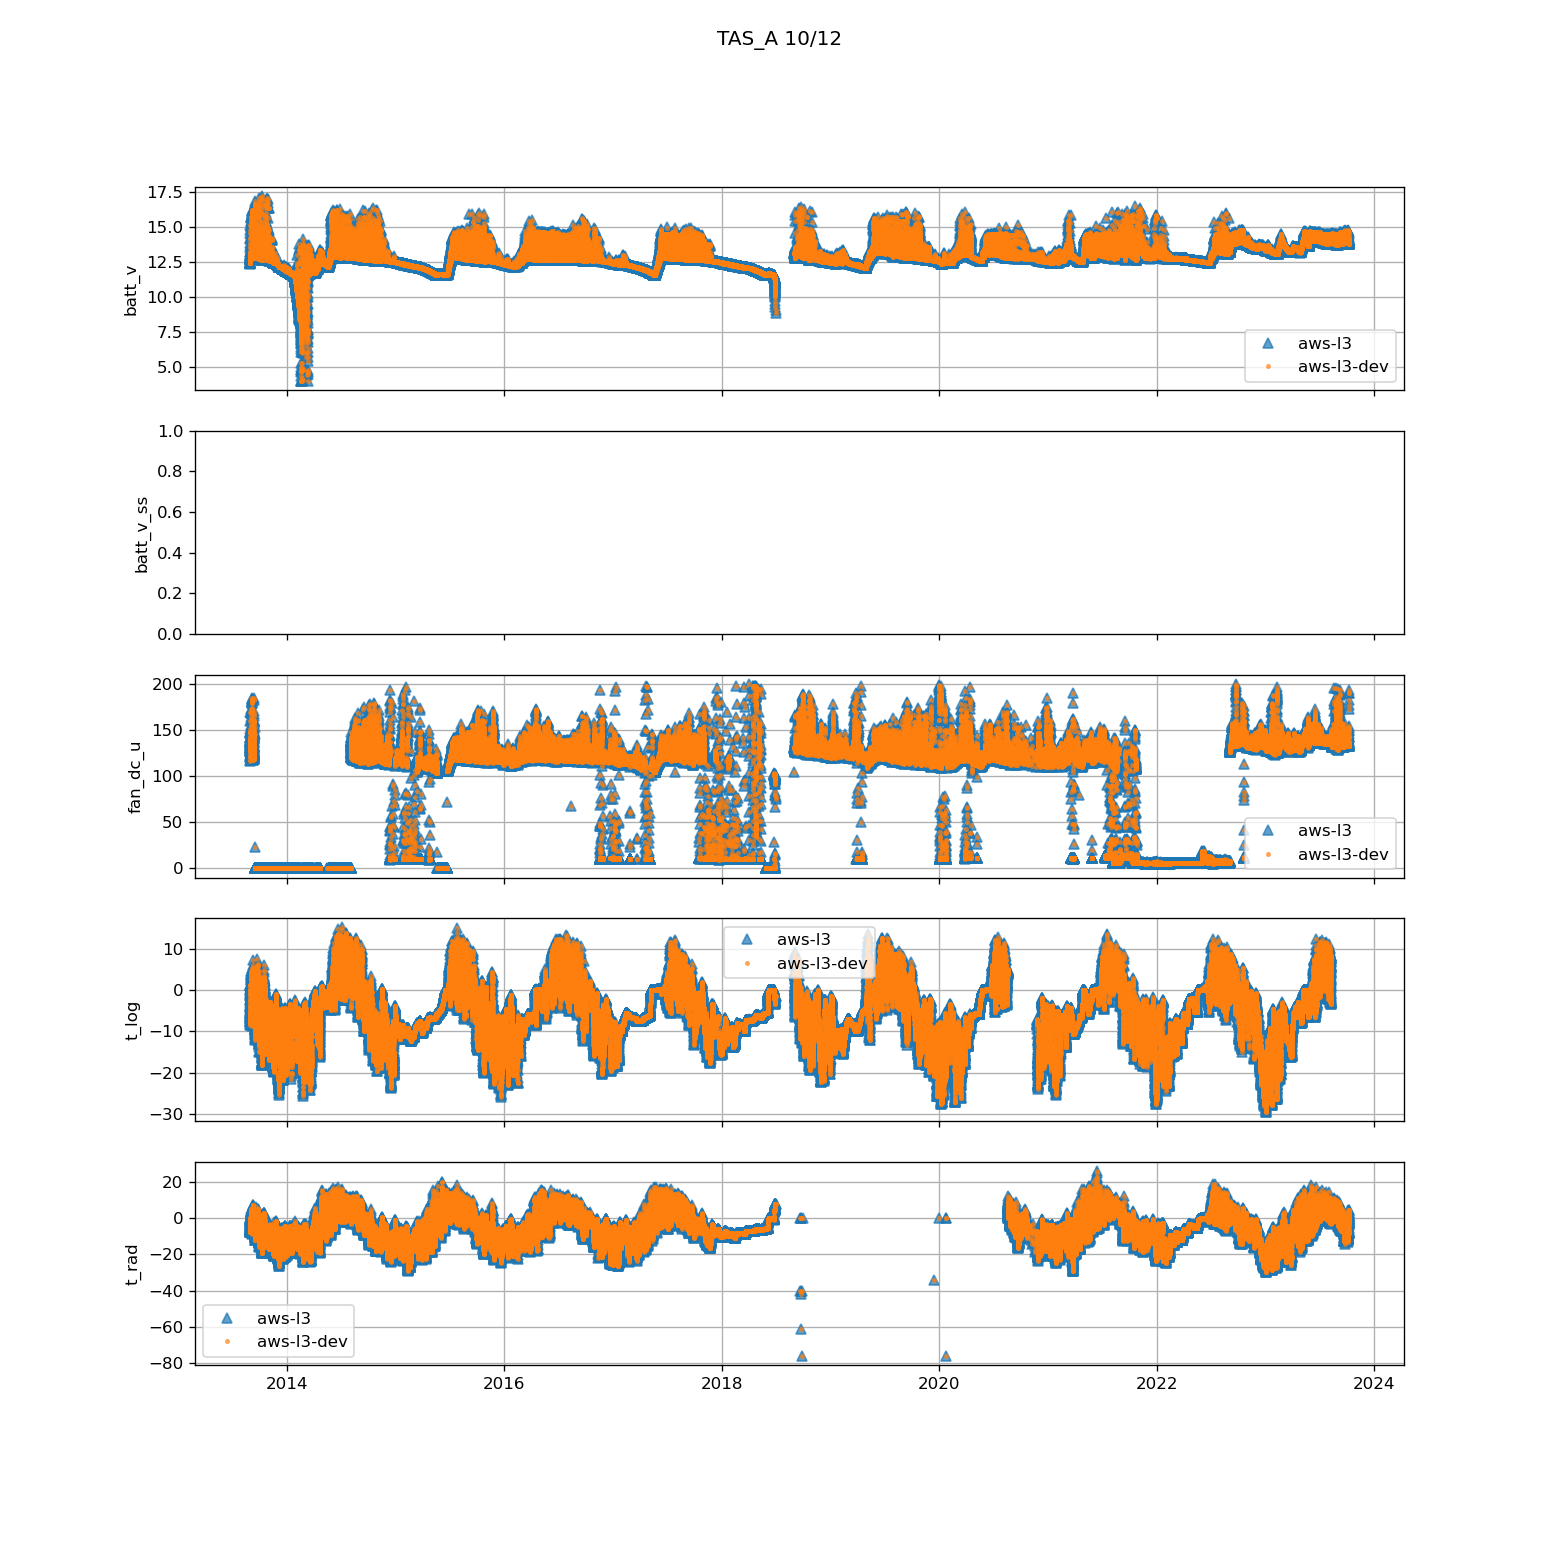 TAS_A 10/12
batt_v
17.5
15.0
12.5
10.0
7.5
5.0
aws-l3
aws-l3-dev
batt_v_ss
1.0
0.8
0.6
0.4
0.2
0.0
fan_dc_u
200
150
100
50
0
aws-l3
aws-l3-dev
t_log
10
0
−10
−20
−30
aws-l3
aws-l3-dev
t_rad
20
0
−20
−40
−60
−80
aws-l3
aws-l3-dev
2014 2016 2018 2020 2022 2024